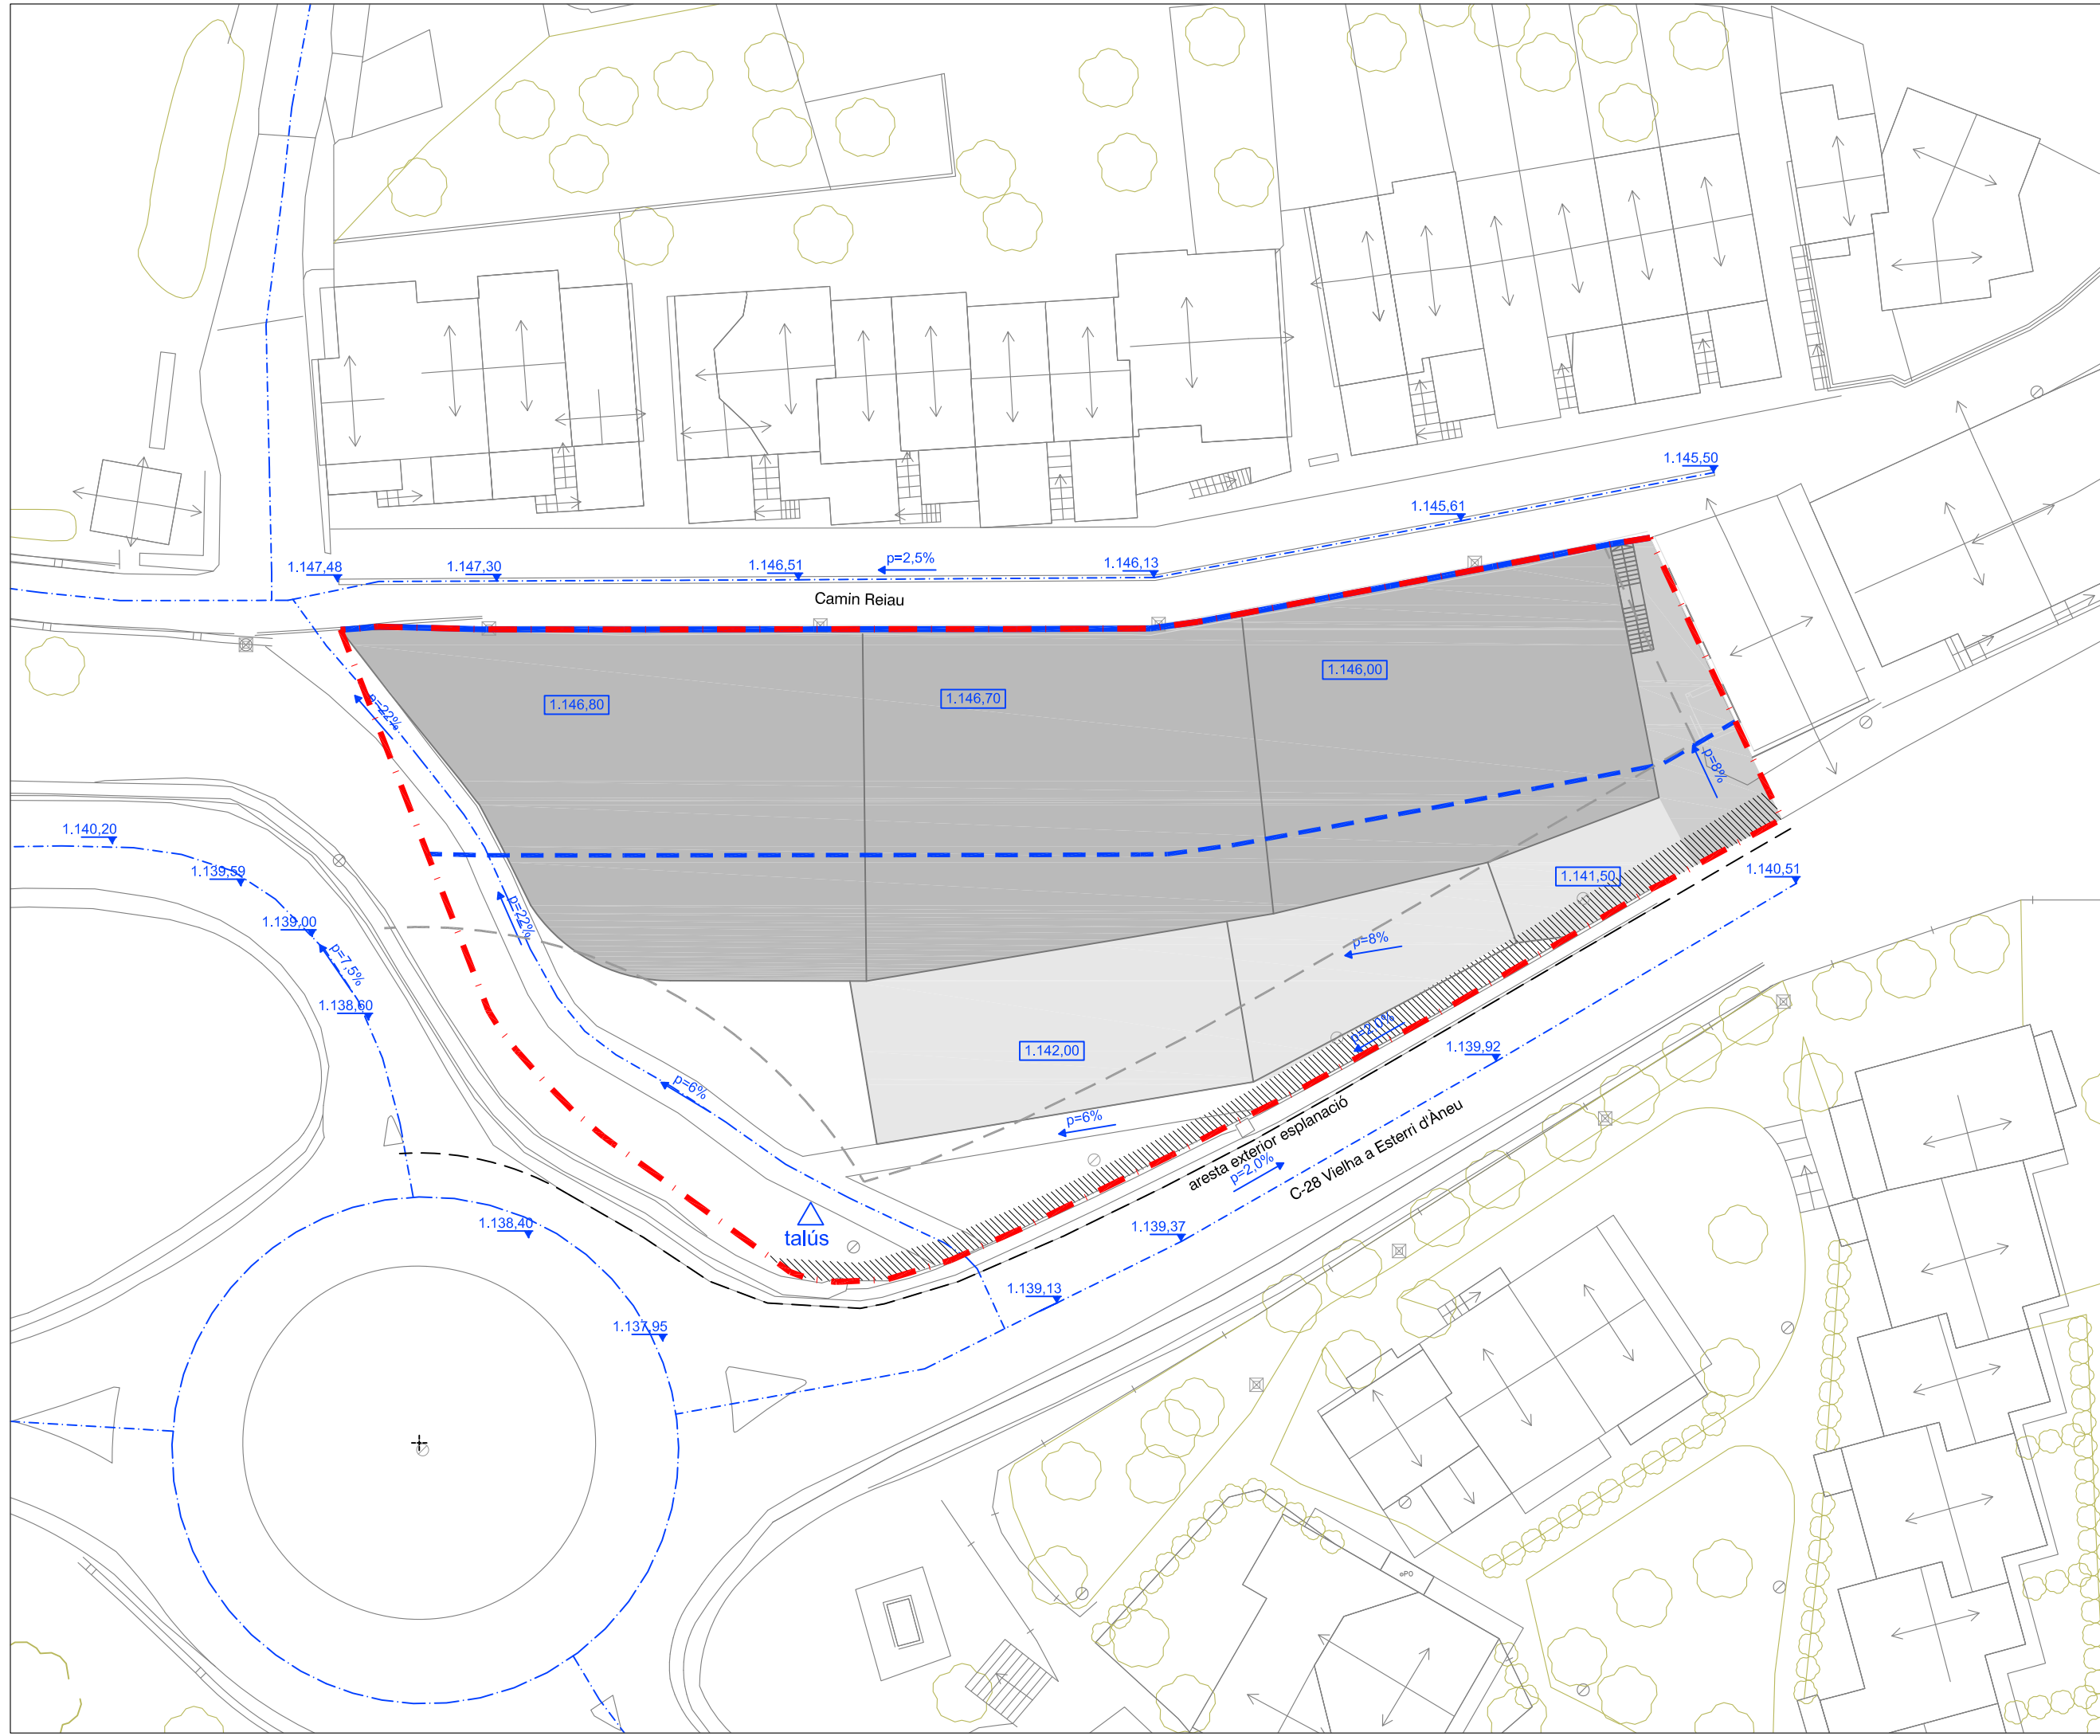 1.145,50
1.145,61
p=2,5%
1.147,48
1.147,30
1.146,51
1.146,13
Camin Reiau
1.146,00
1.146,80
1.146,70
p=22%
p=8%
1.140,20
1.139,59
1.141,50
1.140,51
p=22%
1.139,00
p=7,5%
p=8%
1.138,60
p=2,0%
1.142,00
1.139,92
p=6%
p=6%
aresta exterior esplanació
C-28 Vielha a Esterri d'Àneu
p=2,0%
1.138,40
talús
1.139,37
1.139,13
1.137,95
ePO